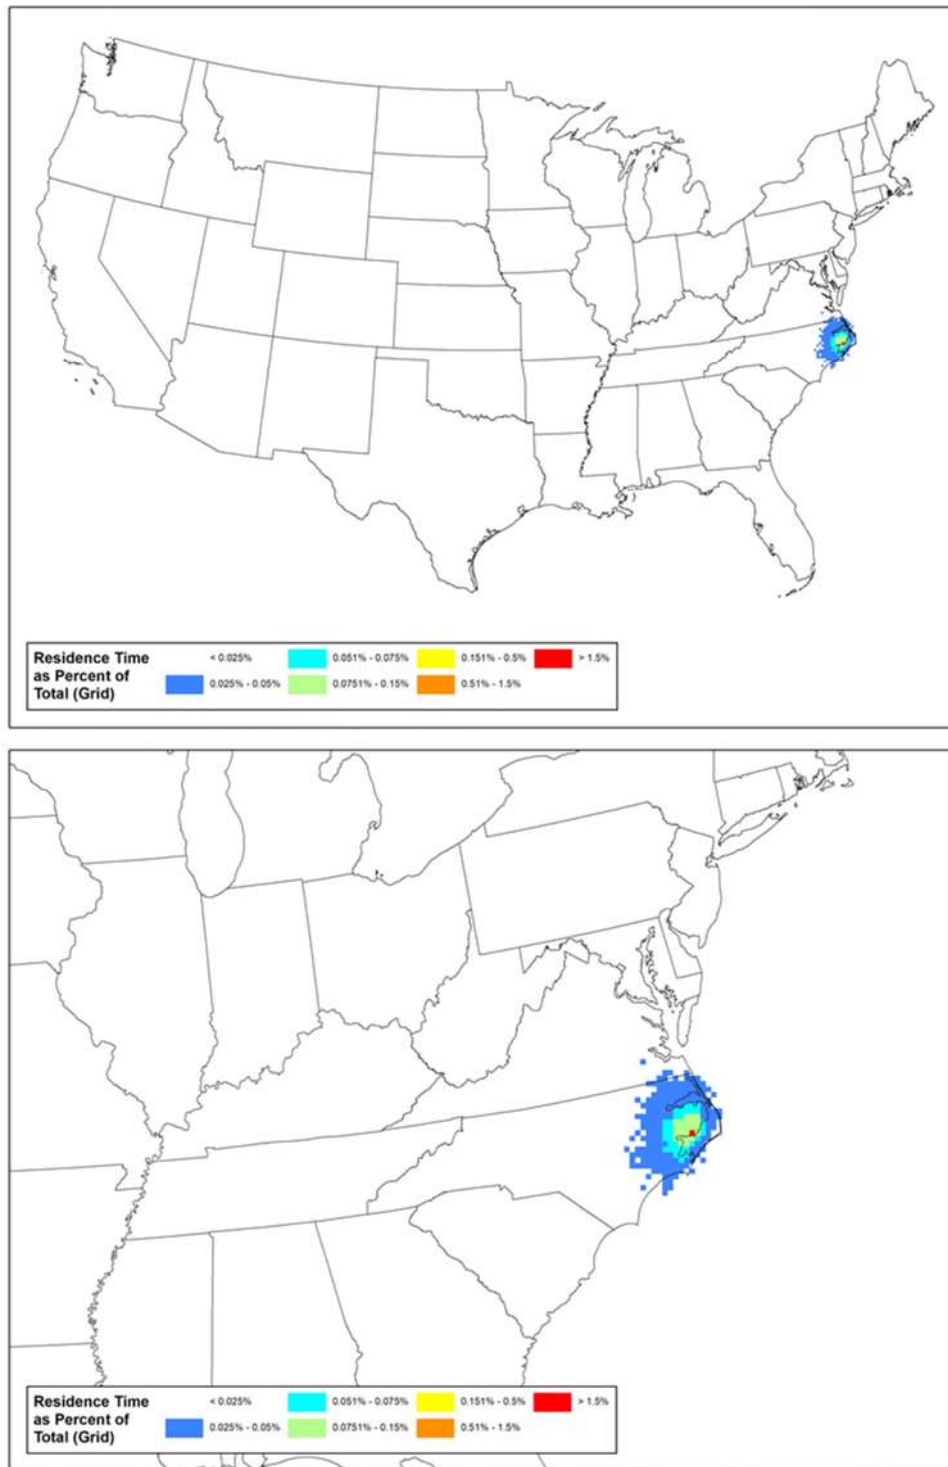 Residence Time
as Percent of
Total (Grid)
< 0.025% 0.051% - 0.075% 0.151% - 0.5% > 1.5%
0.025% - 0.05% 0.0751% - 0.15% 0.51% - 1.5%
Residence Time
as Percent of
Total (Grid)
< 0.025% 0.051% - 0.075% 0.151% - 0.5% > 1.5%
0.025% - 0.05% 0.0751% - 0.15% 0.51% - 1.5%